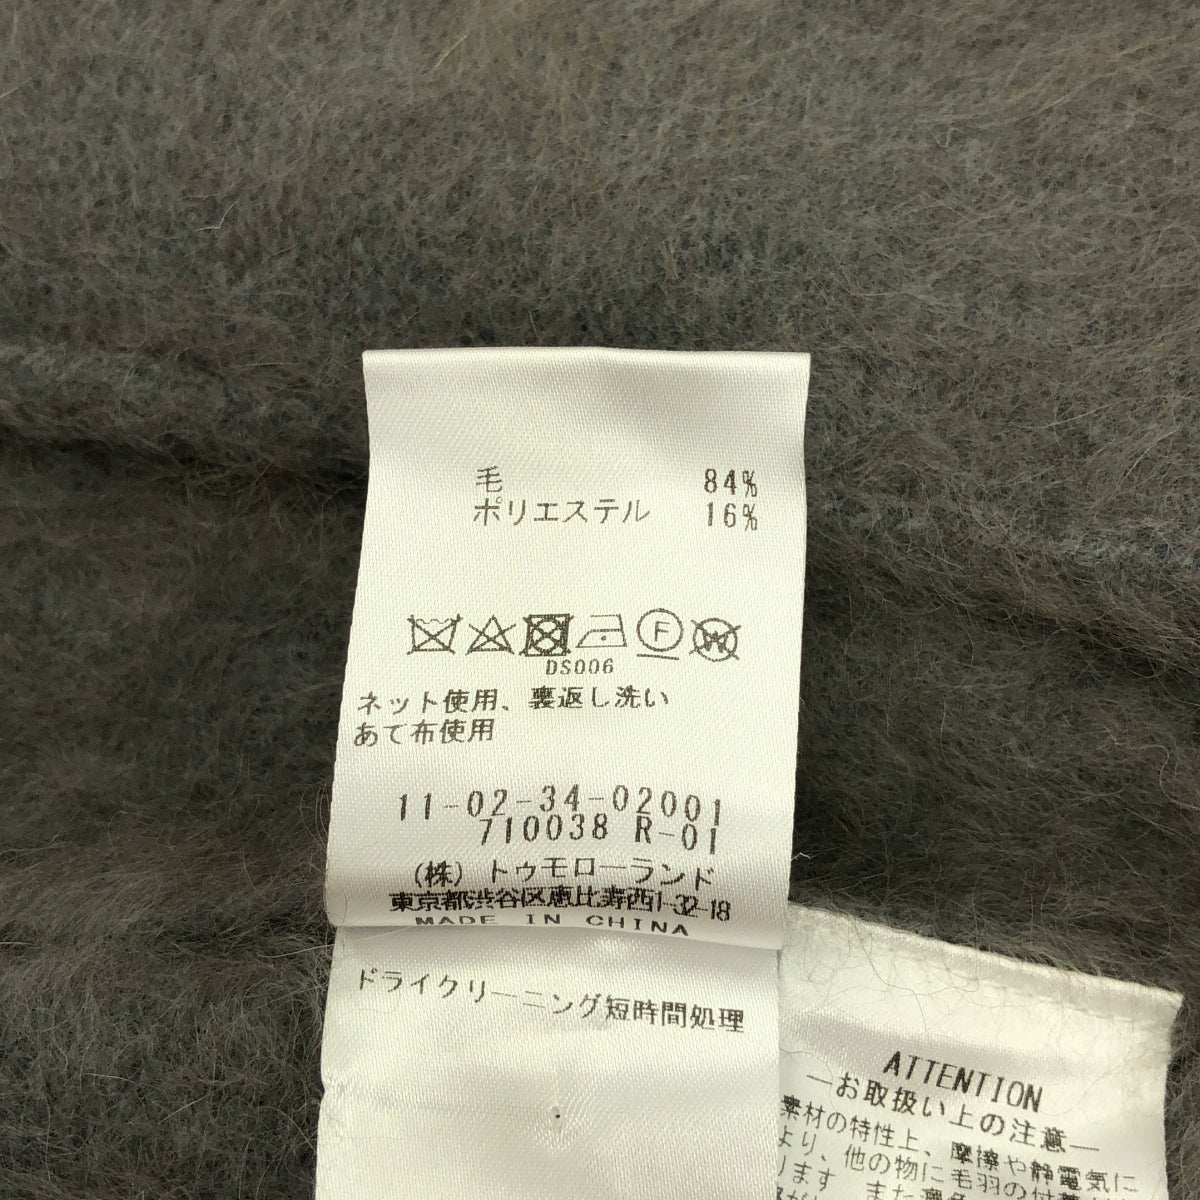 毛 84%
ポリエステル 16%
F W
DS006
ネット使用、裏返し洗い
あて布使用
11-02-34-02001
710038 R-01
(株)トゥモローランド
東京都渋谷区恵比寿西1-32-18
MADE IN CHINA
ドライクリーニング短時間処理
ATTENTION
—お取扱い上の注意—
素材の特性上、摩擦や静電気に
より、他の物に毛羽の
ります また